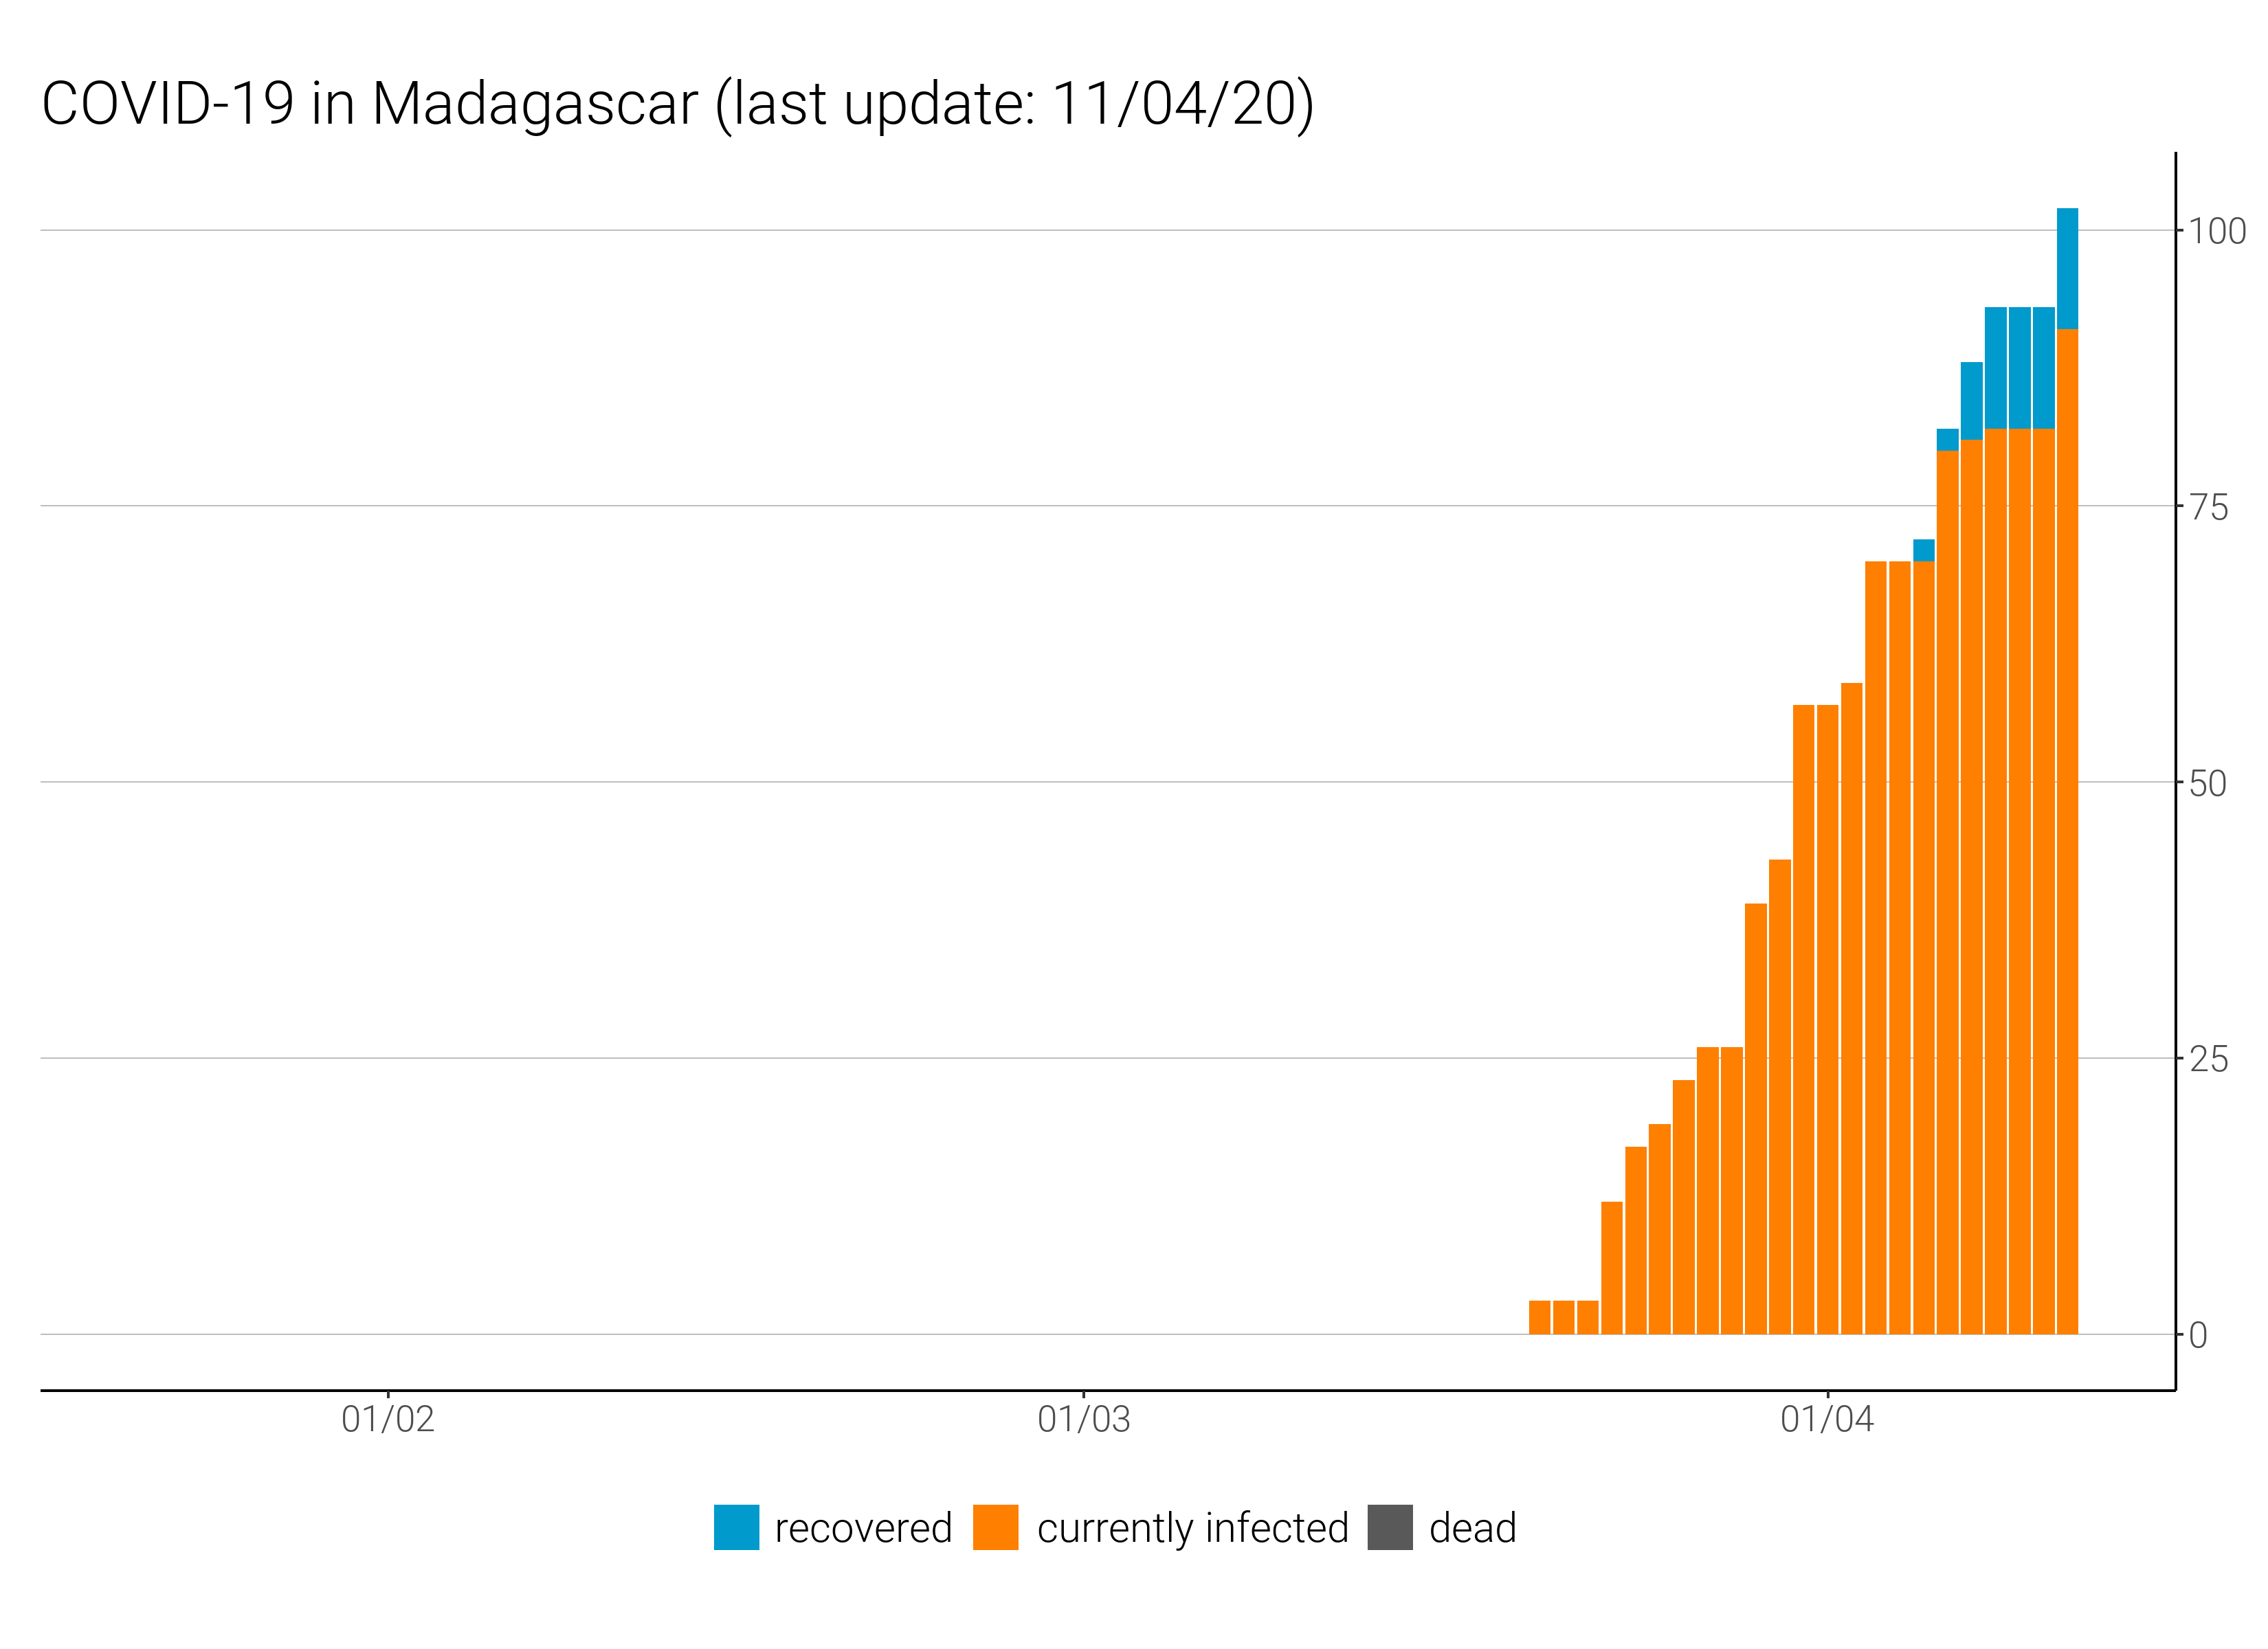 COVID-19 in Madagascar (last update: 11/04/20)
100
75
50
25
0
01/02 01/03 01/04
recovered currently infected dead